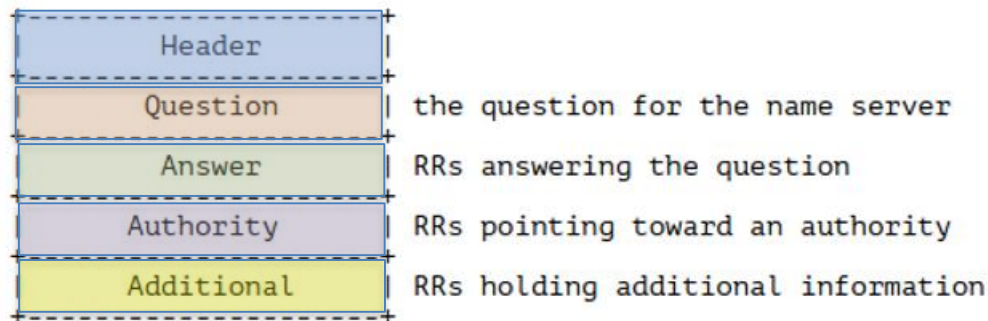 +---------------------+
|        Header       |
+---------------------+
|       Question      | the question for the name server
+---------------------+
|        Answer       | RRs answering the question
+---------------------+
|      Authority      | RRs pointing toward an authority
+---------------------+
|      Additional     | RRs holding additional information
+---------------------+